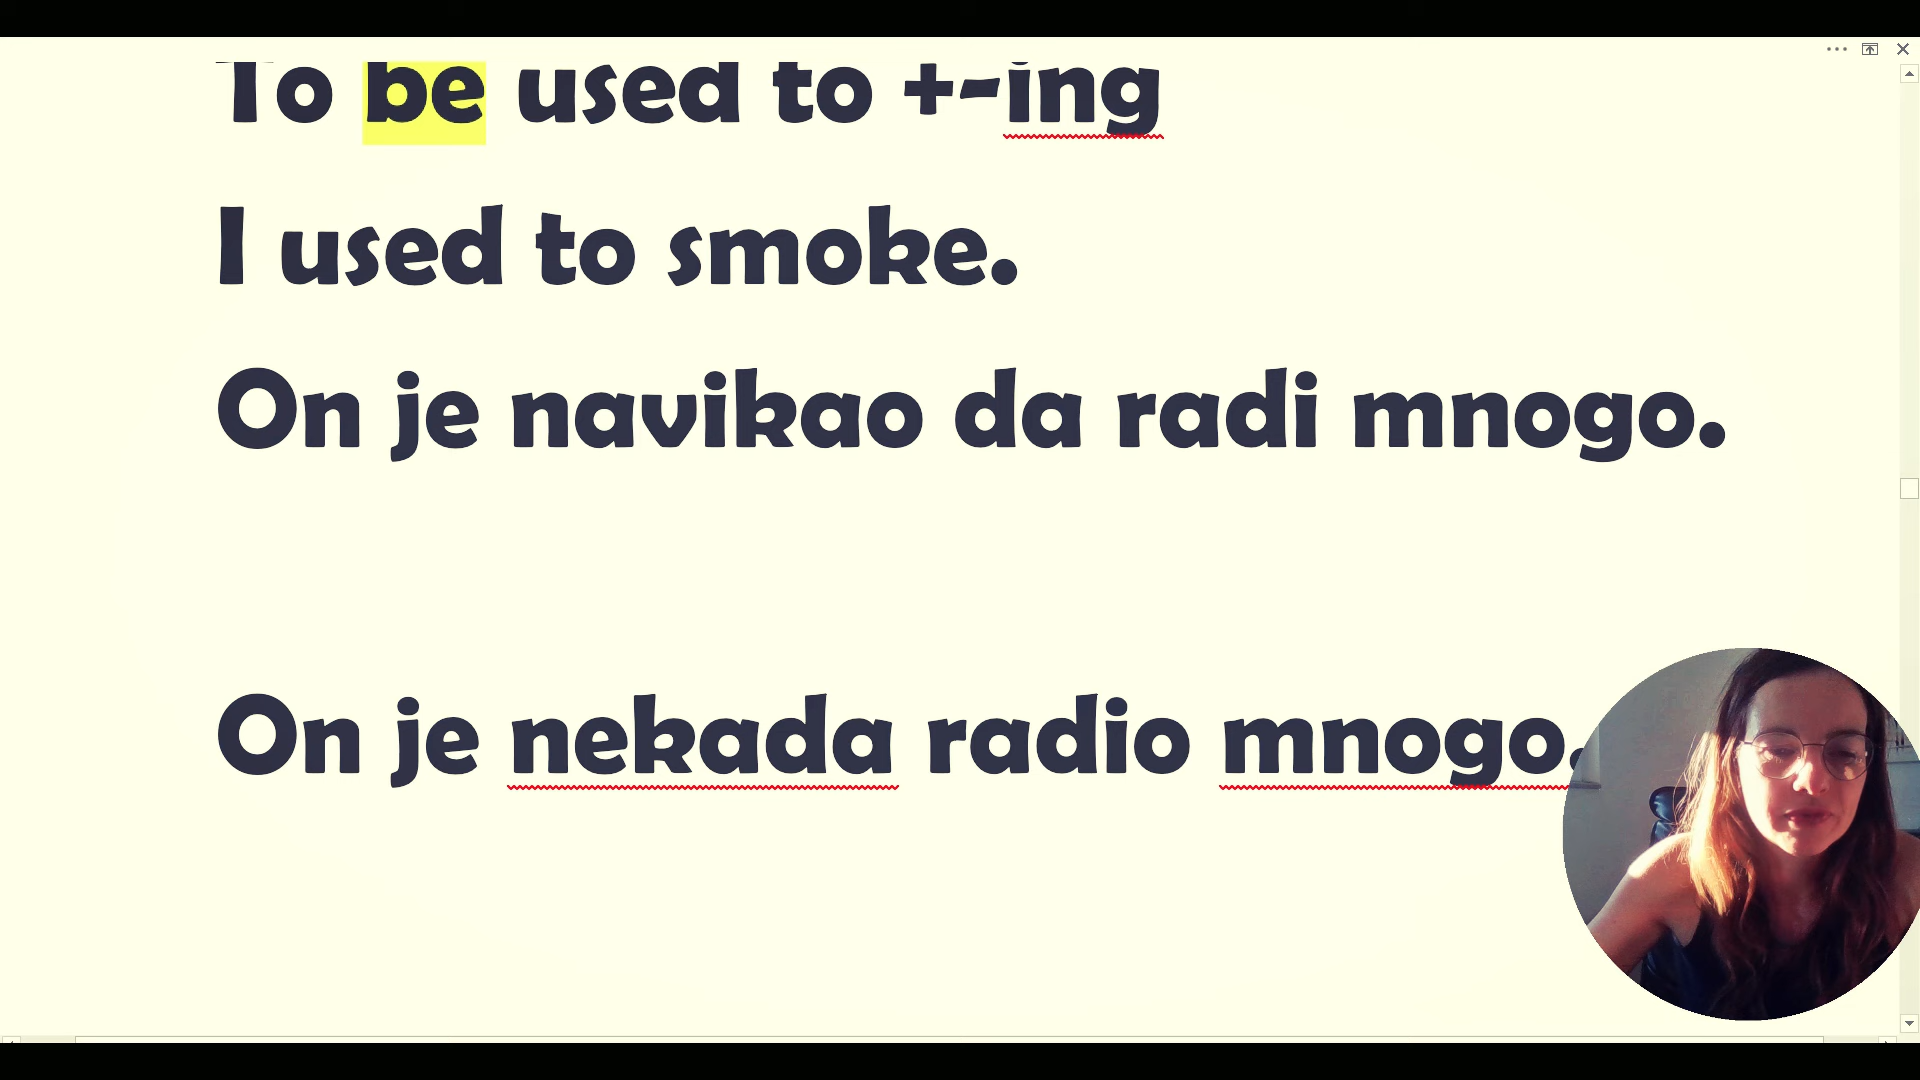 To be used to +-ing
I used to smoke.
On je navikao da radi mnogo.
On je nekada radio mnogo.